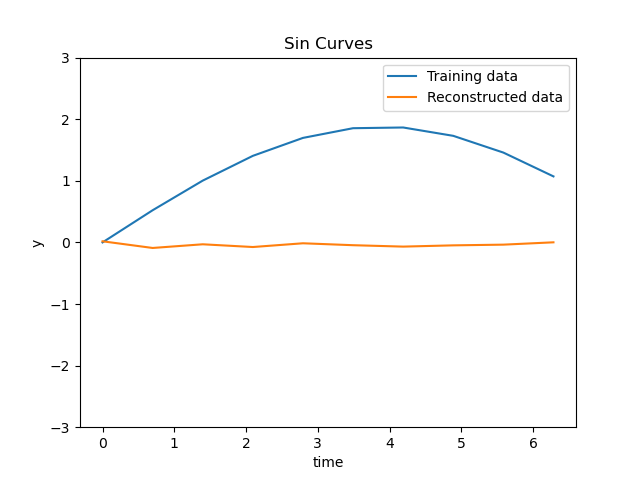 Sin Curves
Training data
Reconstructed data
3
2
1
0
−1
−2
−3
y
0 1 2 3 4 5 6
time